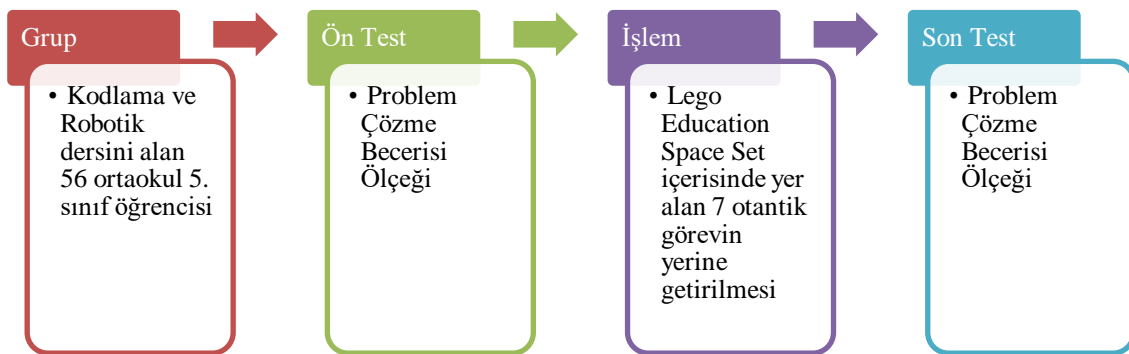 Grup
• Kodlama ve
Robotik
dersini alan
56 ortaokul 5.
sınıf öğrencisi
Ön Test
• Problem
Çözme
Becerisi
Ölçeği
İşlem
• Lego
Education
Space Set
içerisinde yer
alan 7 otantik
görevin
yerine
getirilmesi
Son Test
• Problem
Çözme
Becerisi
Ölçeği